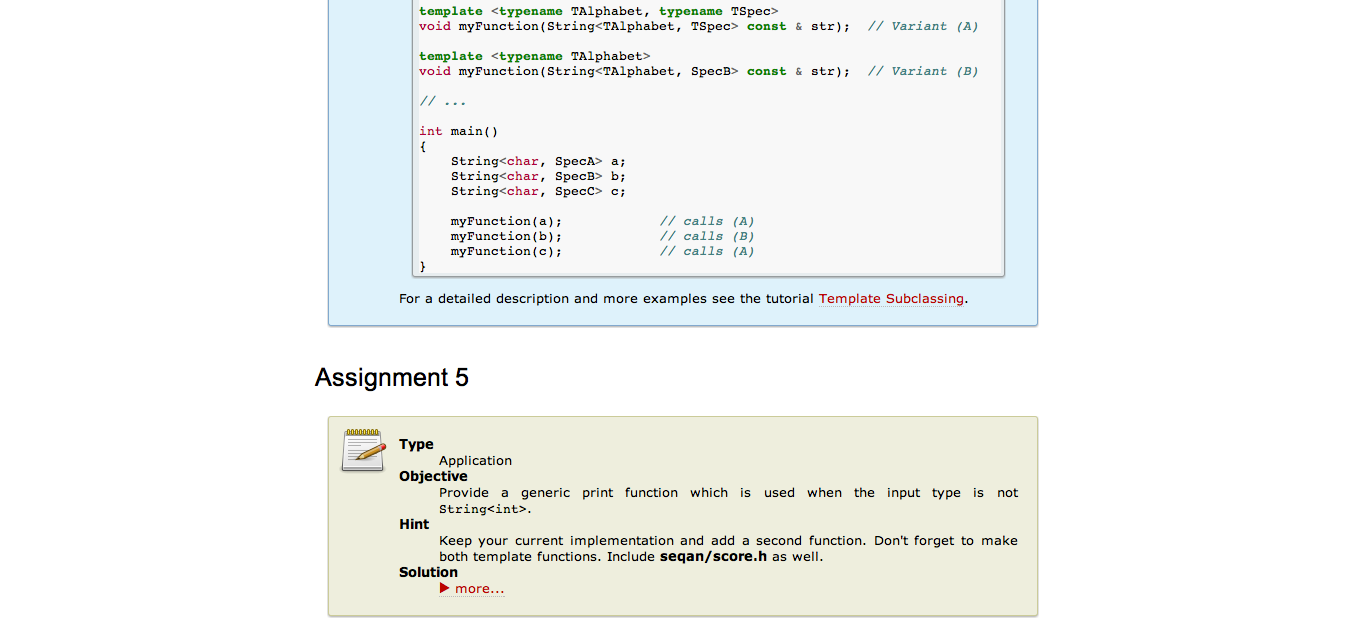 template <typename TAlphabet, typename TSpec>
void myFunction(String<TAlphabet, TSpec> const & str);  // Variant (A)
template <typename TAlphabet>
void myFunction(String<TAlphabet, SpecB> const & str);  // Variant (B)
// ...
int main()
{
    String<char, SpecA> a;
    String<char, SpecB> b;
    String<char, SpecC> c;
    myFunction(a);            // calls (A)
    myFunction(b);            // calls (B)
    myFunction(c);            // calls (A)
}
For a detailed description and more examples see the tutorial Template Subclassing.
Assignment 5
Type
Application
Objective
Provide a generic print function which is used when the input type is not
String<int>.
Hint
Keep your current implementation and add a second function. Don't forget to make
both template functions. Include seqan/score.h as well.
Solution
▶ more...